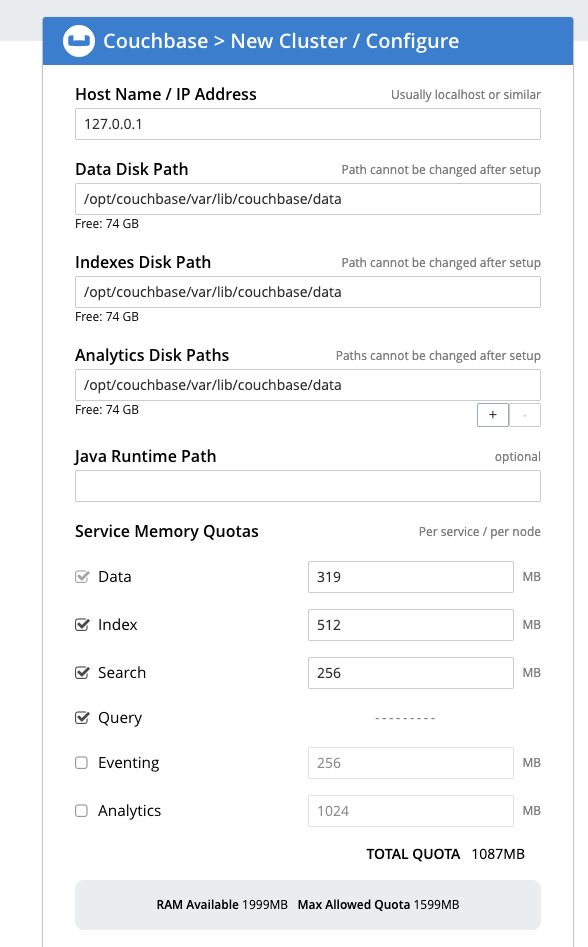 Couchbase > New Cluster / Configure
Host Name / IP Address Usually localhost or similar
127.0.0.1
Data Disk Path Path cannot be changed after setup
/opt/couchbase/var/lib/couchbase/data
Free: 74 GB
Indexes Disk Path Path cannot be changed after setup
/opt/couchbase/var/lib/couchbase/data
Free: 74 GB
Analytics Disk Paths Paths cannot be changed after setup
/opt/couchbase/var/lib/couchbase/data
Free: 74 GB + -
Java Runtime Path optional
Service Memory Quotas Per service / per node
Data 319 MB
Index 512 MB
Search 256 MB
Query ---------
Eventing 256 MB
Analytics 1024 MB
TOTAL QUOTA 1087MB
RAM Available 1999MB Max Allowed Quota 1599MB